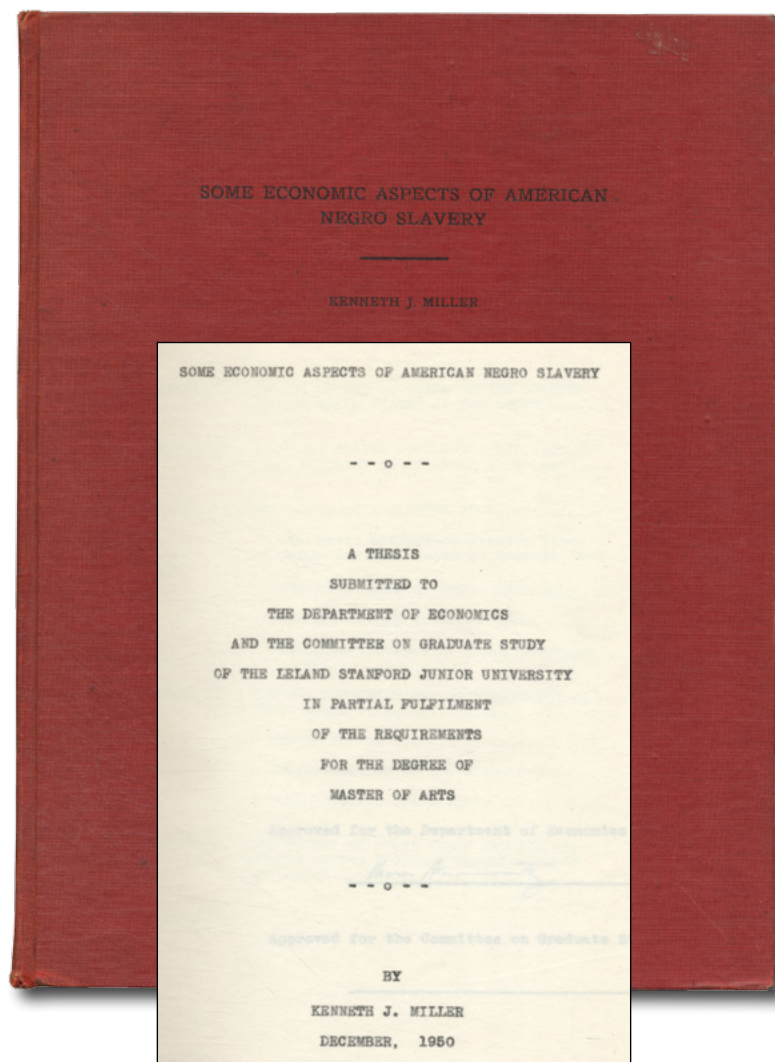 SOME ECONOMIC ASPECTS OF AMERICAN
NEGRO SLAVERY
KENNETH J. MILLER
SOME ECONOMIC ASPECTS OF AMERICAN NEGRO SLAVERY
- - o - -
A THESIS
SUBMITTED TO
THE DEPARTMENT OF ECONOMICS
AND THE COMMITTEE ON GRADUATE STUDY
OF THE LELAND STANFORD JUNIOR UNIVERSITY
IN PARTIAL FULFILMENT
OF THE REQUIREMENTS
FOR THE DEGREE OF
MASTER OF ARTS
Approved for the Department of Economics
- - o - -
Approved for the Committee on Graduate
BY
KENNETH J. MILLER
DECEMBER, 1950